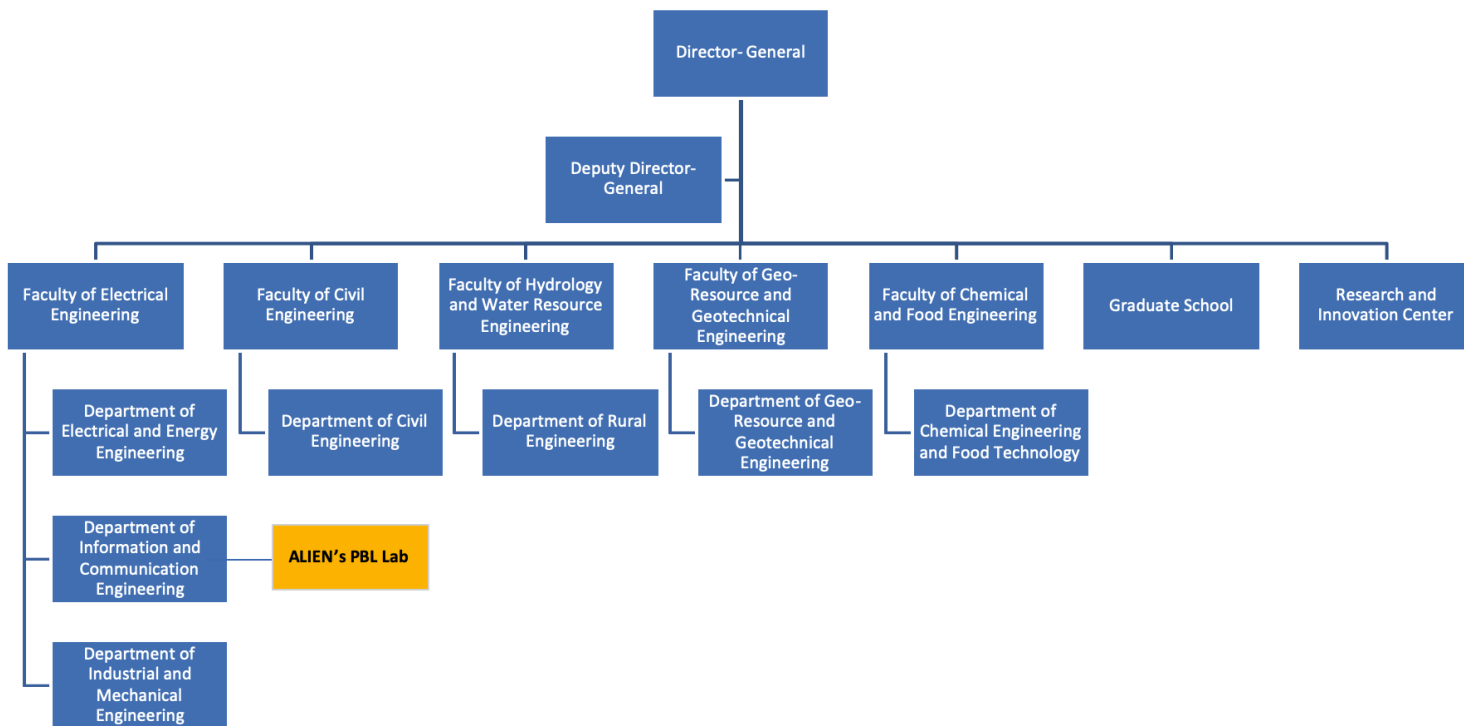 Director- General
Deputy Director-
General
Faculty of Electrical
Engineering
Faculty of Civil
Engineering
Faculty of Hydrology
and Water Resource
Engineering
Faculty of Geo-
Resource and
Geotechnical
Engineering
Faculty of Chemical
and Food Engineering
Graduate School
Research and
Innovation Center
Department of
Electrical and Energy
Engineering
Department of Civil
Engineering
Department of Rural
Engineering
Department of Geo-
Resource and
Geotechnical
Engineering
Department of
Chemical Engineering
and Food Technology
Department of
Information and
Communication
Engineering
ALIEN’s PBL Lab
Department of
Industrial and
Mechanical
Engineering